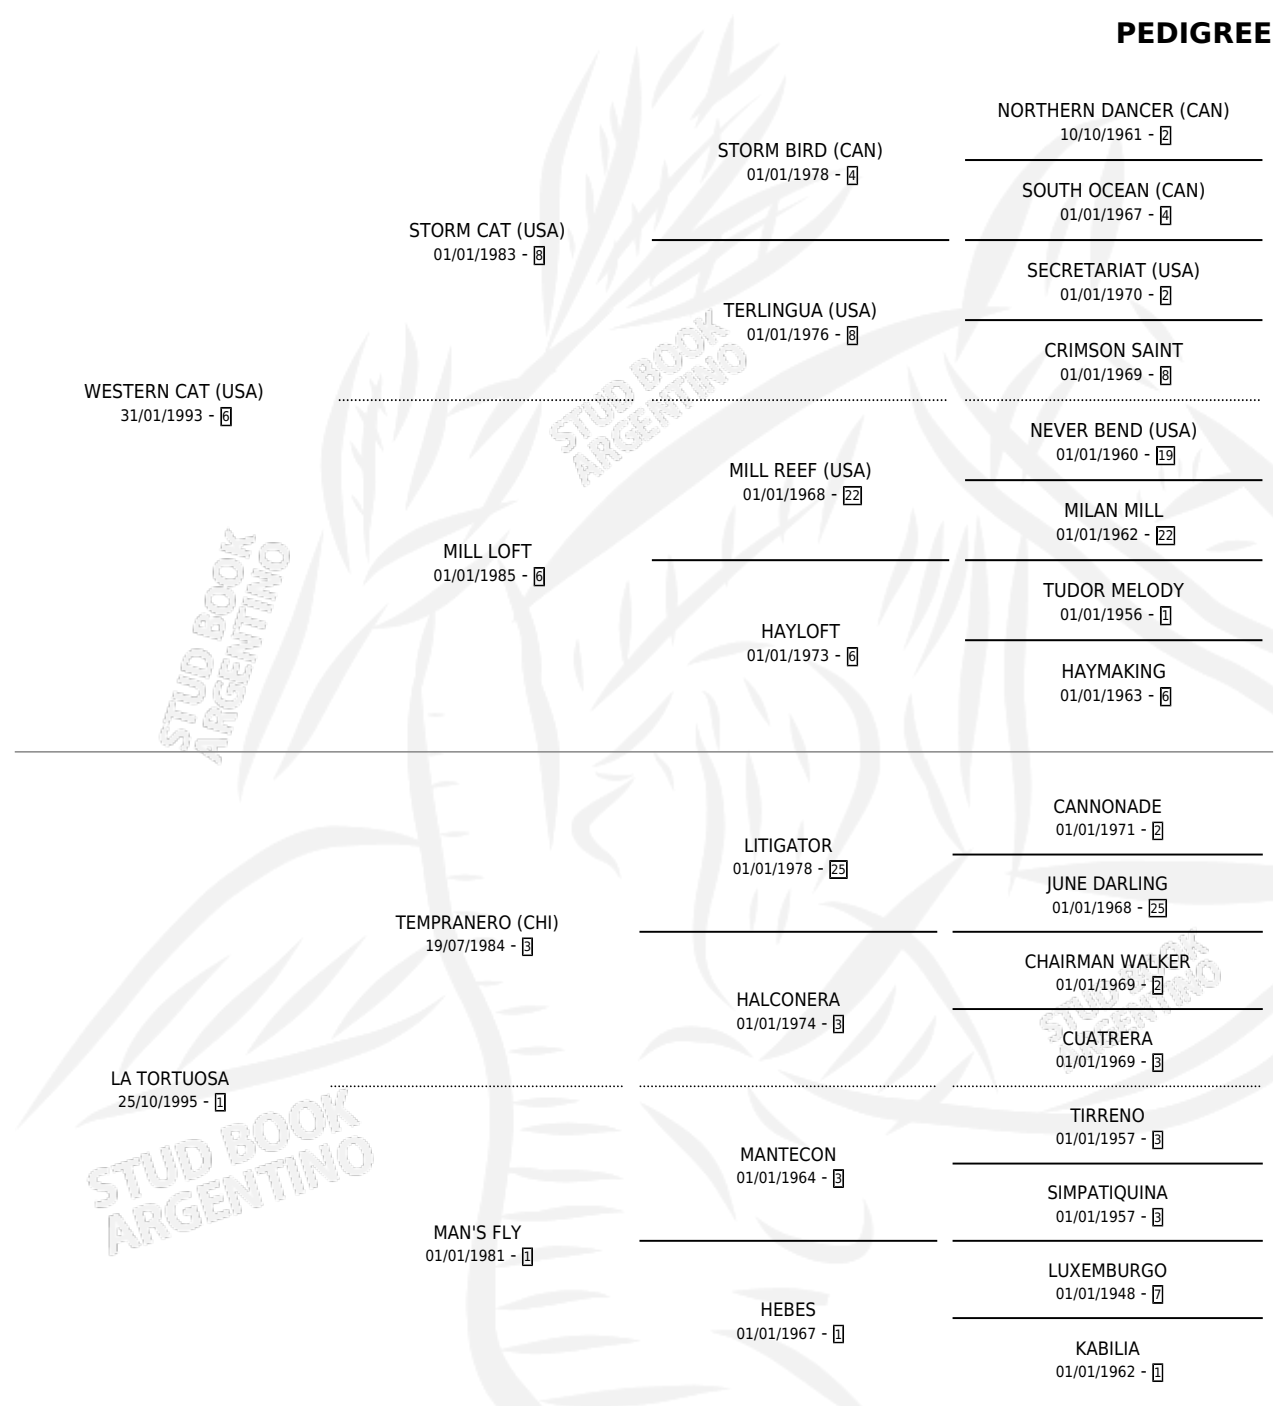 PEDIGREE
NORTHERN DANCER (CAN)
10/10/1961 - 2
STORM BIRD (CAN)
01/01/1978 - 4
SOUTH OCEAN (CAN)
01/01/1967 - 4
STORM CAT (USA)
01/01/1983 - 8
SECRETARIAT (USA)
01/01/1970 - 2
TERLINGUA (USA)
01/01/1976 - 8
CRIMSON SAINT
01/01/1969 - 8
WESTERN CAT (USA)
31/01/1993 - 6
NEVER BEND (USA)
01/01/1960 - 19
MILL REEF (USA)
01/01/1968 - 22
MILAN MILL
01/01/1962 - 22
MILL LOFT
01/01/1985 - 6
TUDOR MELODY
01/01/1956 - 1
HAYLOFT
01/01/1973 - 6
HAYMAKING
01/01/1963 - 6
CANNONADE
01/01/1971 - 2
LITIGATOR
01/01/1978 - 25
JUNE DARLING
01/01/1968 - 25
TEMPRANERO (CHI)
19/07/1984 - 3
CHAIRMAN WALKER
01/01/1969 - 2
HALCONERA
01/01/1974 - 3
CUATRERA
01/01/1969 - 3
LA TORTUOSA
25/10/1995 - 1
TIRRENO
01/01/1957 - 3
MANTECON
01/01/1964 - 3
SIMPATIQUINA
01/01/1957 - 3
MAN'S FLY
01/01/1981 - 1
LUXEMBURGO
01/01/1948 - 7
HEBES
01/01/1967 - 1
KABILIA
01/01/1962 - 1
STUD BOOK
ARGENTINO
STUD BOOK
ARGENTINO
STUD BOOK
ARGENTINO
STUD BOOK
ARGENTINO